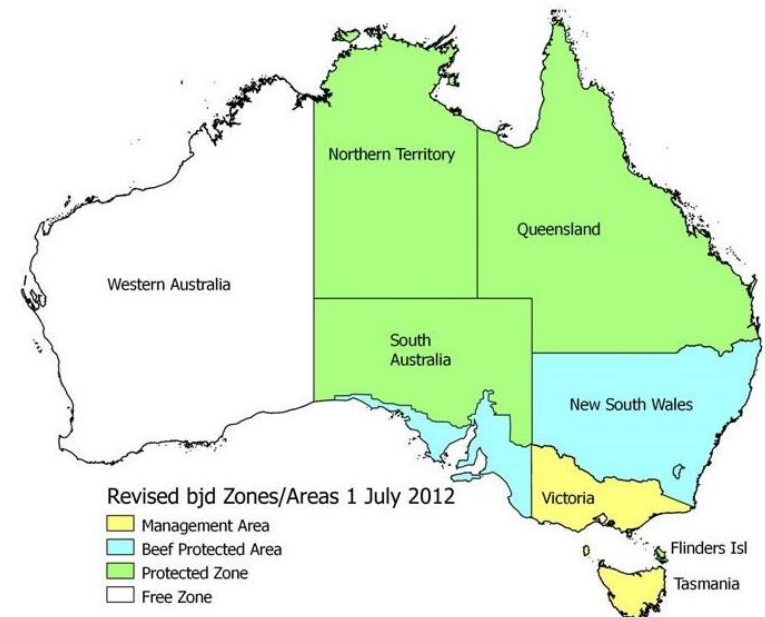 Northern Territory
Queensland
Western Australia
South
Australia
New South Wales
Victoria
Flinders Isl
Tasmania
Revised bjd Zones/Areas 1 July 2012
Management Area
Beef Protected Area
Protected Zone
Free Zone